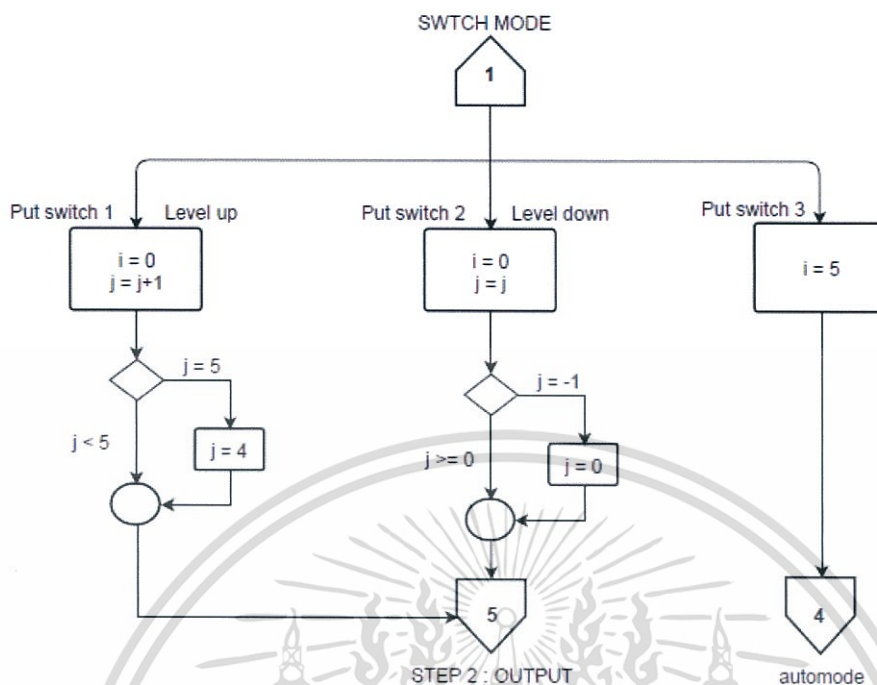 SWTCH MODE
1
Put switch 1
Level up
i = 0
j = j+1
j = 5
j < 5
j = 4
Put switch 2
Level down
i = 0
j = j
j = -1
j >= 0
j = 0
5
STEP 2 : OUTPUT
Put switch 3
i = 5
4
automode